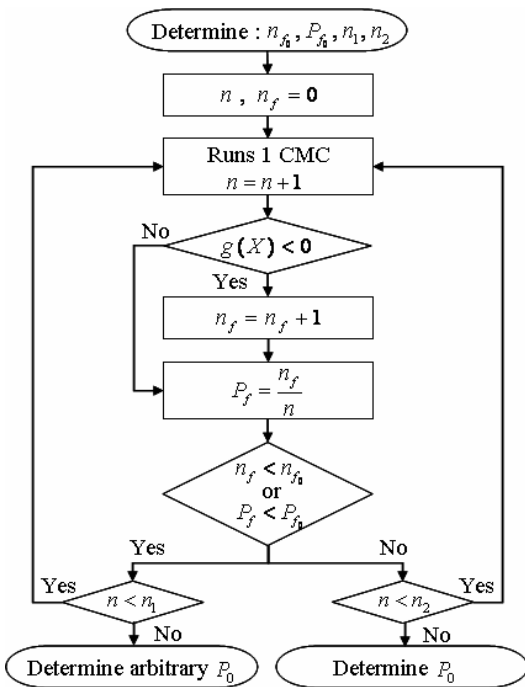 Determine : n_{f_0}, P_{f_0}, n_1, n_2
n , n_f = 0
Runs 1 CMC
n = n + 1
No
g(X) < 0
Yes
n_f = n_f + 1
P_f = n_f / n
n_f < n_{f_0}
or
P_f < P_{f_0}
Yes
No
Yes
n < n_1
n < n_2
Yes
No
No
Determine arbitrary P_0
Determine P_0